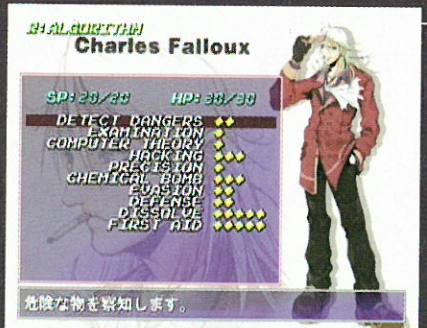 R:ALGORITHM
Charles Falloux
SP:20/20 HP:30/30
DETECT DANGERS
EXAMINATION
COMPUTER THEORY
HACKING
PRECISION
CHEMICAL BOMB
EVASION
DEFENSE
DISSOLVE
FIRST AID
危険な物を察知します。